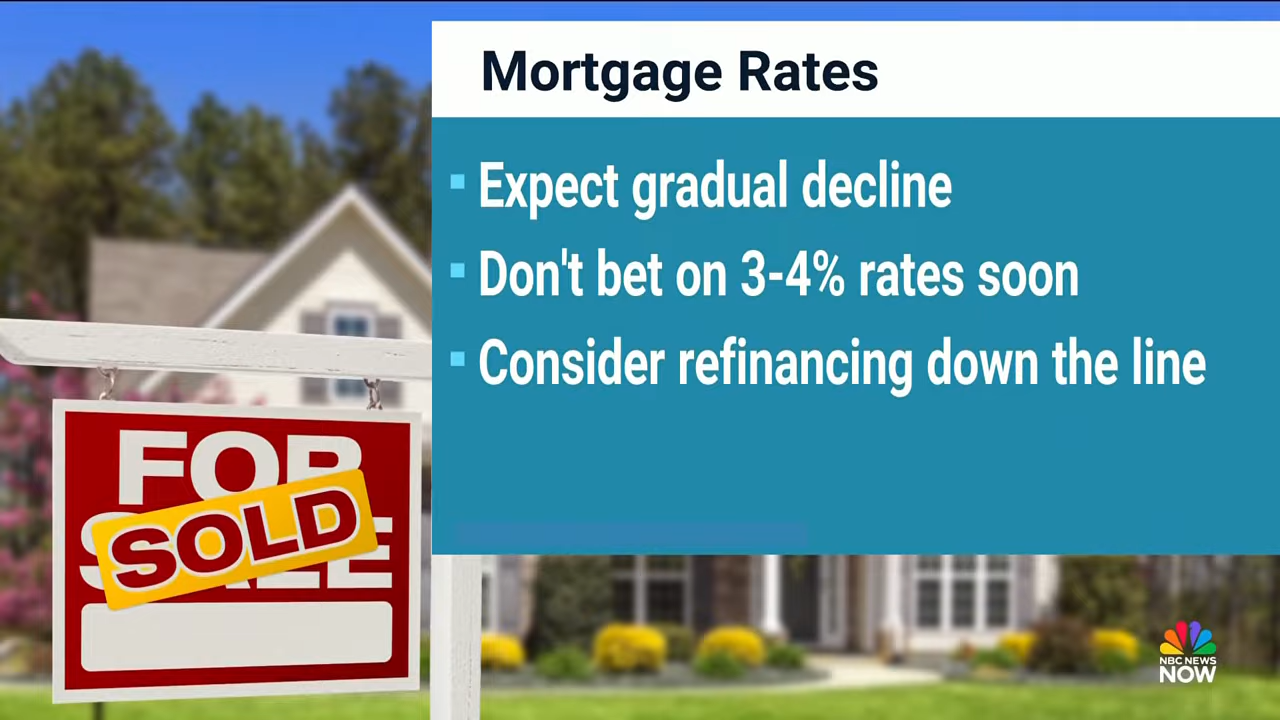 Mortgage Rates
Expect gradual decline
Don't bet on 3-4% rates soon
Consider refinancing down the line
FOR
SALE
SOLD
NBC NEWS
NOW